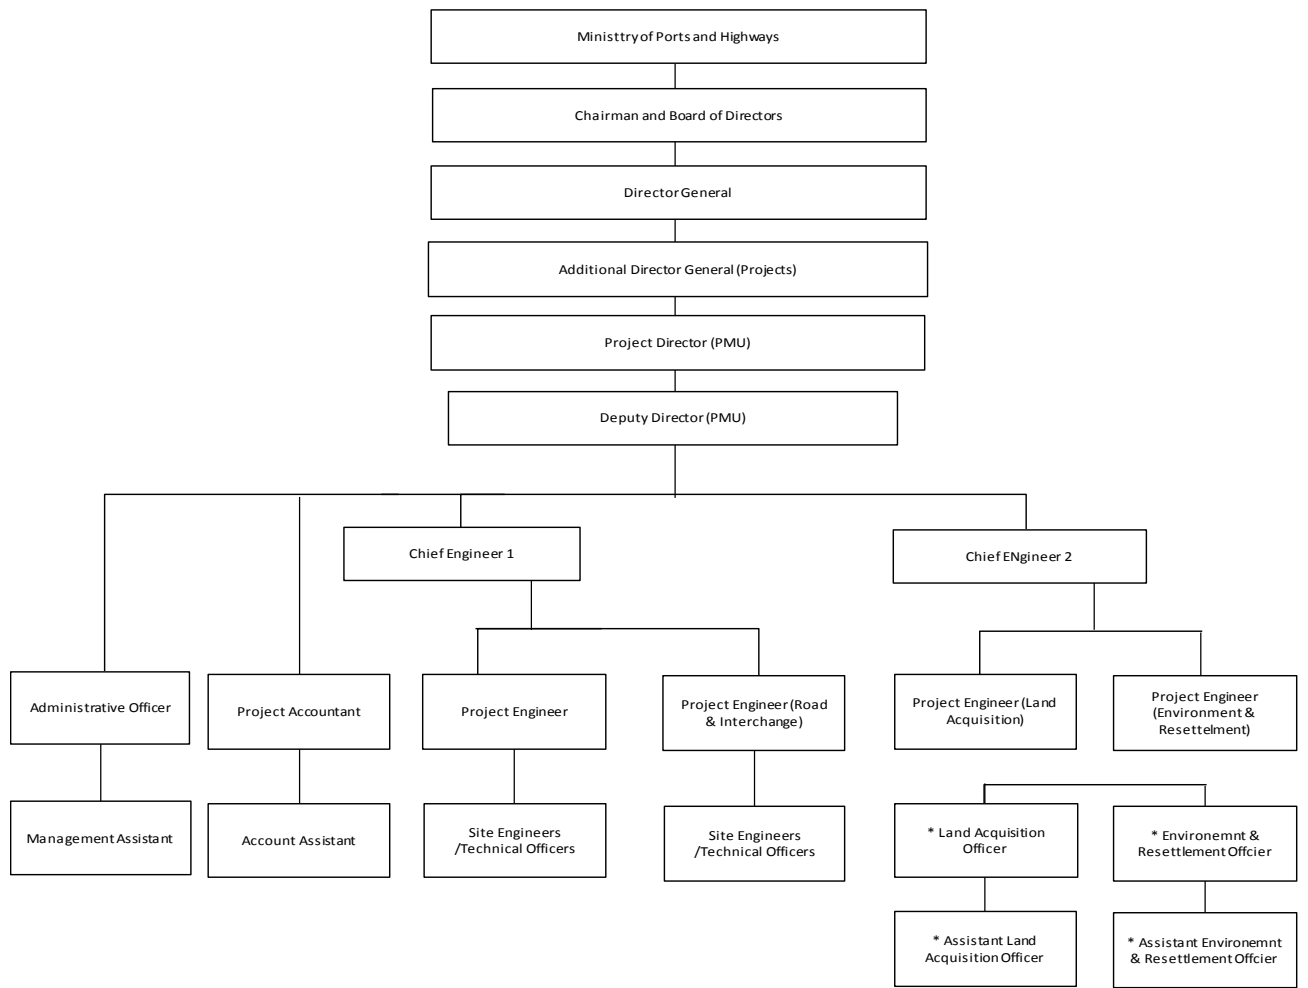 Ministtry of Ports and Highways
Chairman and Board of Directors
Director General
Additional Director General (Projects)
Project Director (PMU)
Deputy Director (PMU)
Chief Engineer 1
Chief ENgineer 2
Administrative Officer
Project Accountant
Project Engineer
Project Engineer (Road
& Interchange)
Project Engineer (Land
Acquisition)
Project Engineer
(Environment &
Resettelment)
Management Assistant
Account Assistant
Site Engineers
/Technical Officers
Site Engineers
/Technical Officers
* Land Acquisition
Officer
* Environemnt &
Resettlement Offcier
* Assistant Land
Acquisition Officer
* Assistant Environemnt
& Resettlement Offcier